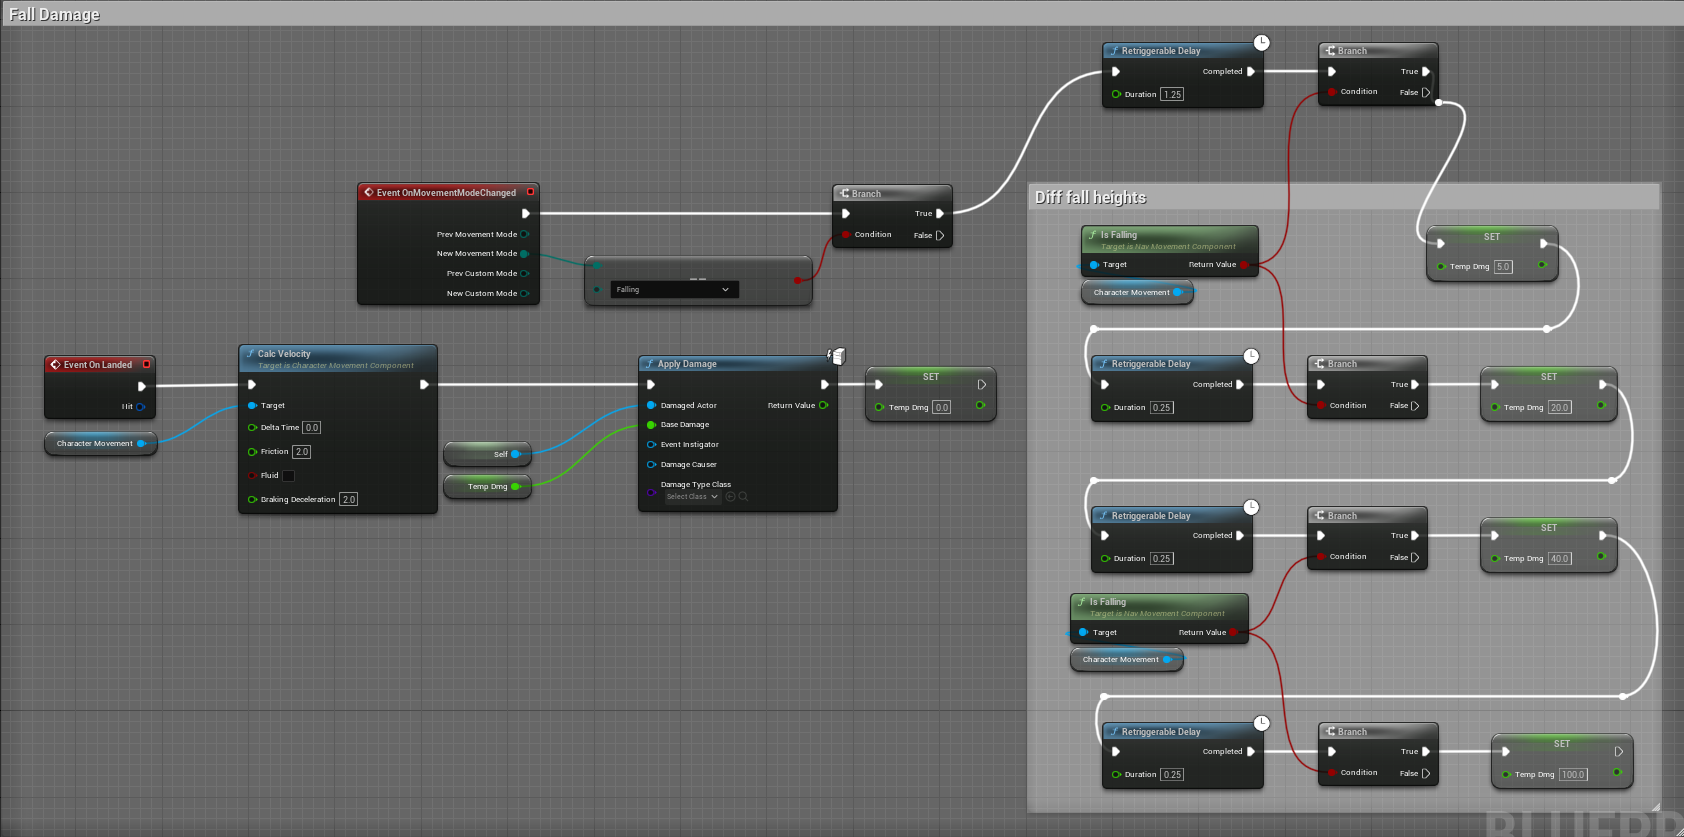 Fall Damage
Retriggerable Delay
Completed
Duration 1.25
Branch
True
Condition
False
Event OnMovementModeChanged
Prev Movement Mode
New Movement Mode
Prev Custom Mode
New Custom Mode
Branch
True
Condition
False
==
Falling
Diff fall heights
Is Falling
Target is Nav Movement Component
Target
Return Value
Character Movement
SET
Temp Dmg 5.0
Event On Landed
Hit
Character Movement
Calc Velocity
Target is Character Movement Component
Target
Delta Time 0.0
Friction 2.0
Fluid
Braking Deceleration 2.0
Self
Temp Dmg
Apply Damage
Damaged Actor
Return Value
Base Damage
Event Instigator
Damage Causer
Damage Type Class
Select Class
SET
Temp Dmg 0.0
Retriggerable Delay
Completed
Duration 0.25
Branch
True
Condition
False
SET
Temp Dmg 20.0
Retriggerable Delay
Completed
Duration 0.25
Branch
True
Condition
False
SET
Temp Dmg 40.0
Is Falling
Target is Nav Movement Component
Target
Return Value
Character Movement
Retriggerable Delay
Completed
Duration 0.25
Branch
True
Condition
False
SET
Temp Dmg 100.0